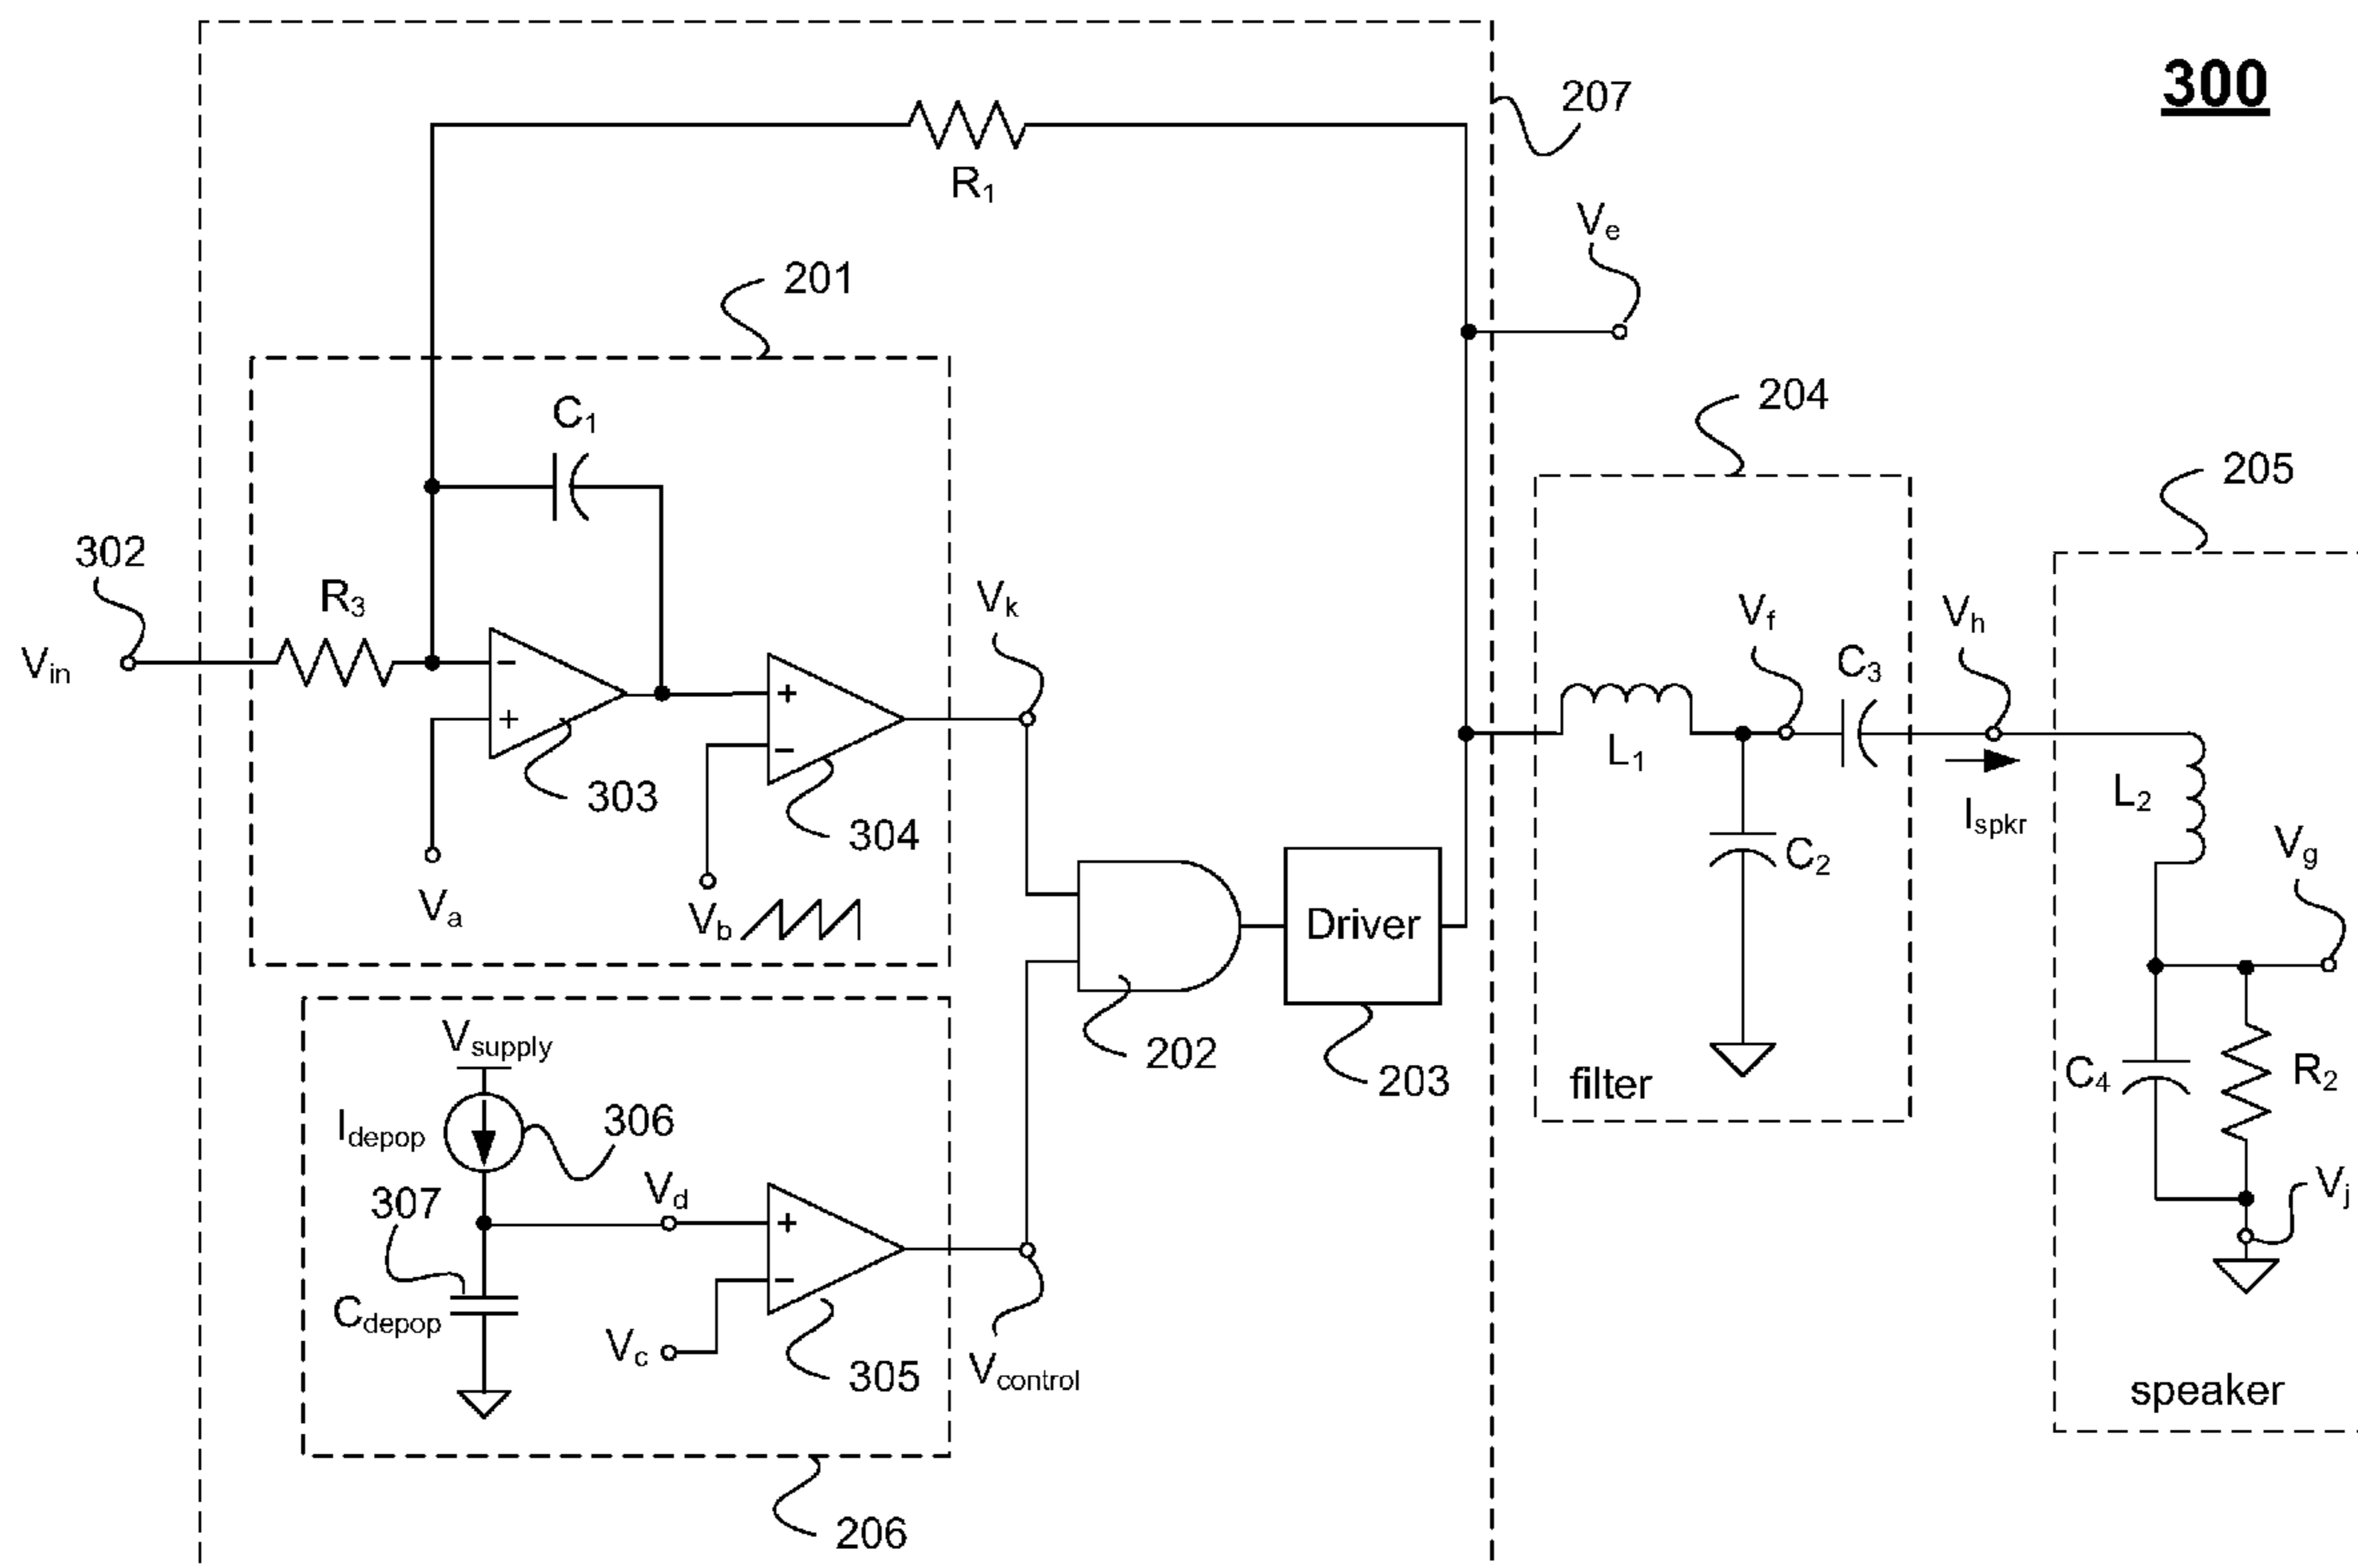 300
207
R1
Ve
201
204
C1
205
302
R3
Vk
Vf
Vh
C3
Vin
-
+
+
-
303
304
L1
Ispkr
L2
Va
Vb
C2
Vg
Driver
202
203
filter
C4
R2
Vsupply
Idepop
306
307
Vd
+
-
Vj
Cdepop
Vc
305
Vcontrol
speaker
206